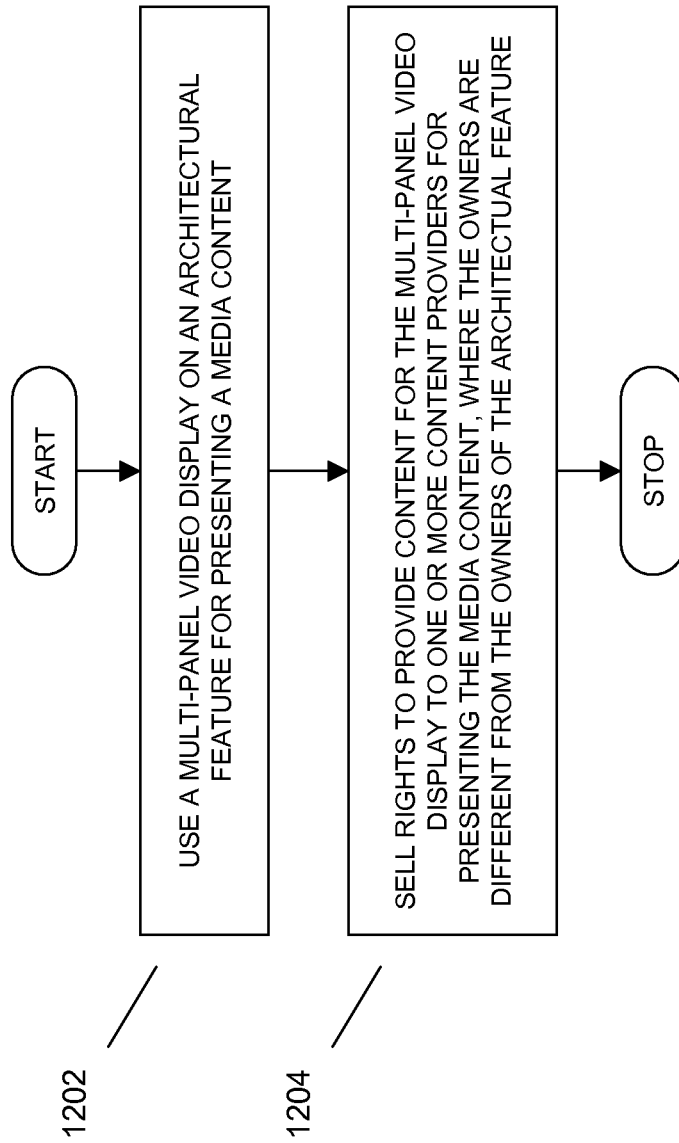 START
1202
USE A MULTI-PANEL VIDEO DISPLAY ON AN ARCHITECTURAL
FEATURE FOR PRESENTING A MEDIA CONTENT
1204
SELL RIGHTS TO PROVIDE CONTENT FOR THE MULTI-PANEL VIDEO
DISPLAY TO ONE OR MORE CONTENT PROVIDERS FOR
PRESENTING THE MEDIA CONTENT, WHERE THE OWNERS ARE
DIFFERENT FROM THE OWNERS OF THE ARCHITECTUAL FEATURE
STOP